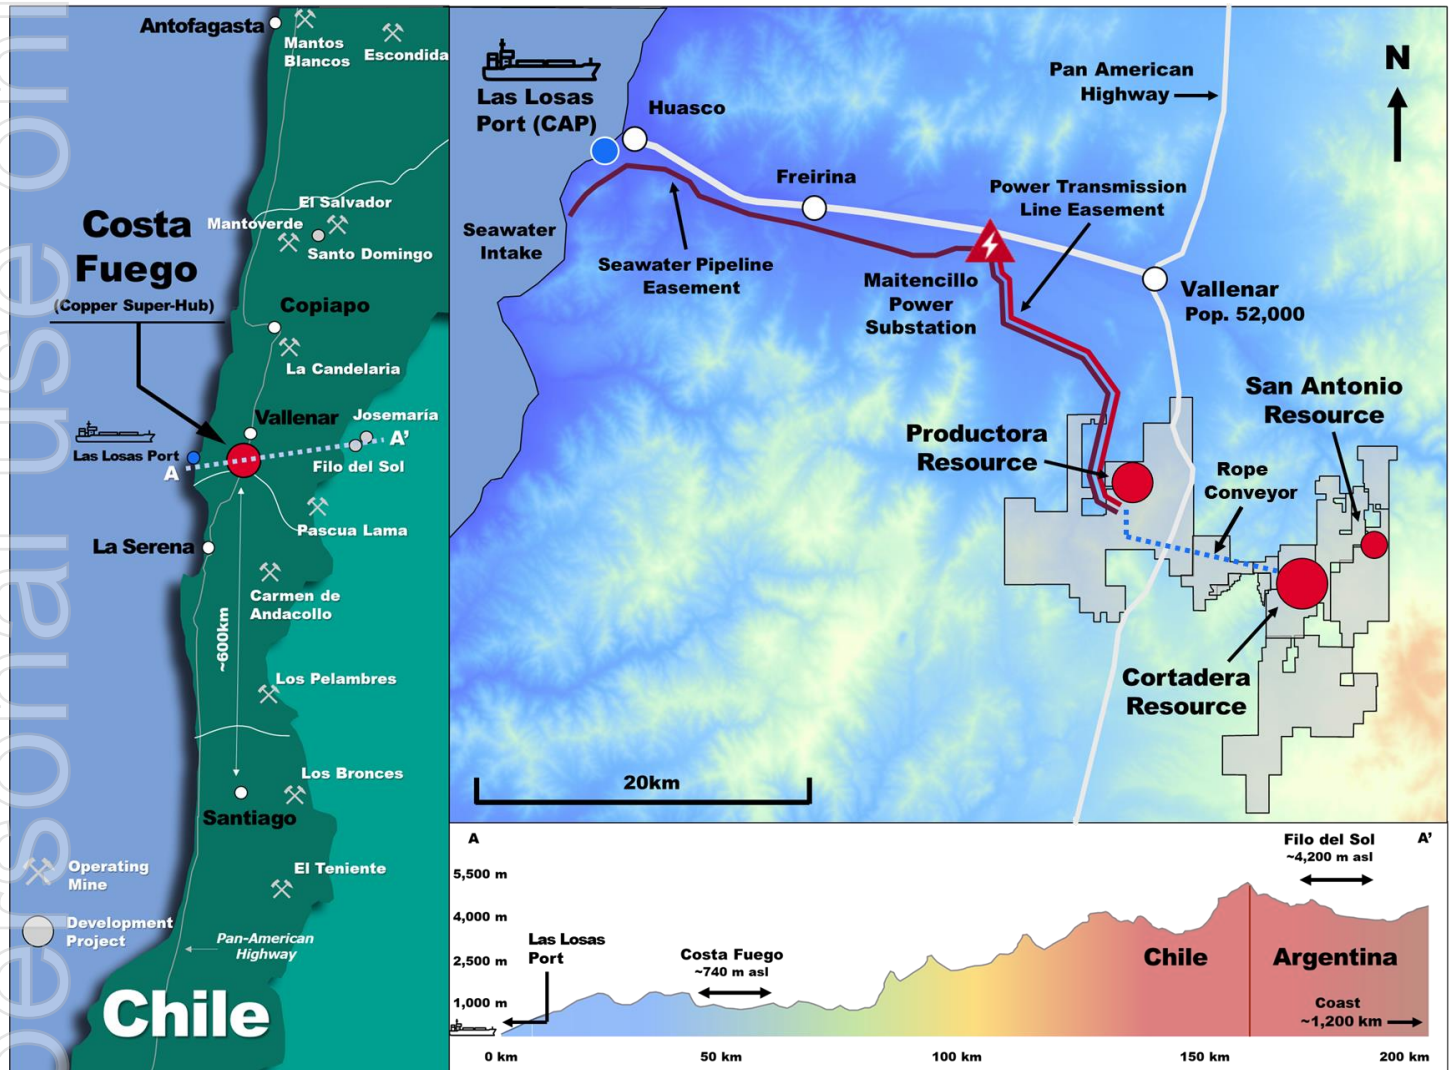 personal use only
Antofagasta
Mantos
Blancos
Escondida
El Salvador
Mantoverde
Santo Domingo
Costa
Fuego
(Copper Super-Hub)
Copiapo
La Candelaria
Vallenar
Josemaría
A'
Las Losas Port
A
Filo del Sol
Pascua Lama
La Serena
Carmen de
Andacollo
~600km
Los Pelambres
Los Bronces
Santiago
El Teniente
Operating
Mine
Development
Project
Pan-American
Highway
Chile
Las Losas
Port (CAP)
Huasco
Pan American
Highway
N
Freirina
Power Transmission
Line Easement
Seawater
Intake
Seawater Pipeline
Easement
Maitencillo
Power
Substation
Vallenar
Pop. 52,000
San Antonio
Resource
Productora
Resource
Rope
Conveyor
Cortadera
Resource
20km
A
A'
Filo del Sol
~4,200 m asl
5,500 m
4,000 m
2,500 m
1,000 m
Las Losas
Port
Costa Fuego
~740 m asl
Chile
Argentina
Coast
~1,200 km
0 km
50 km
100 km
150 km
200 km